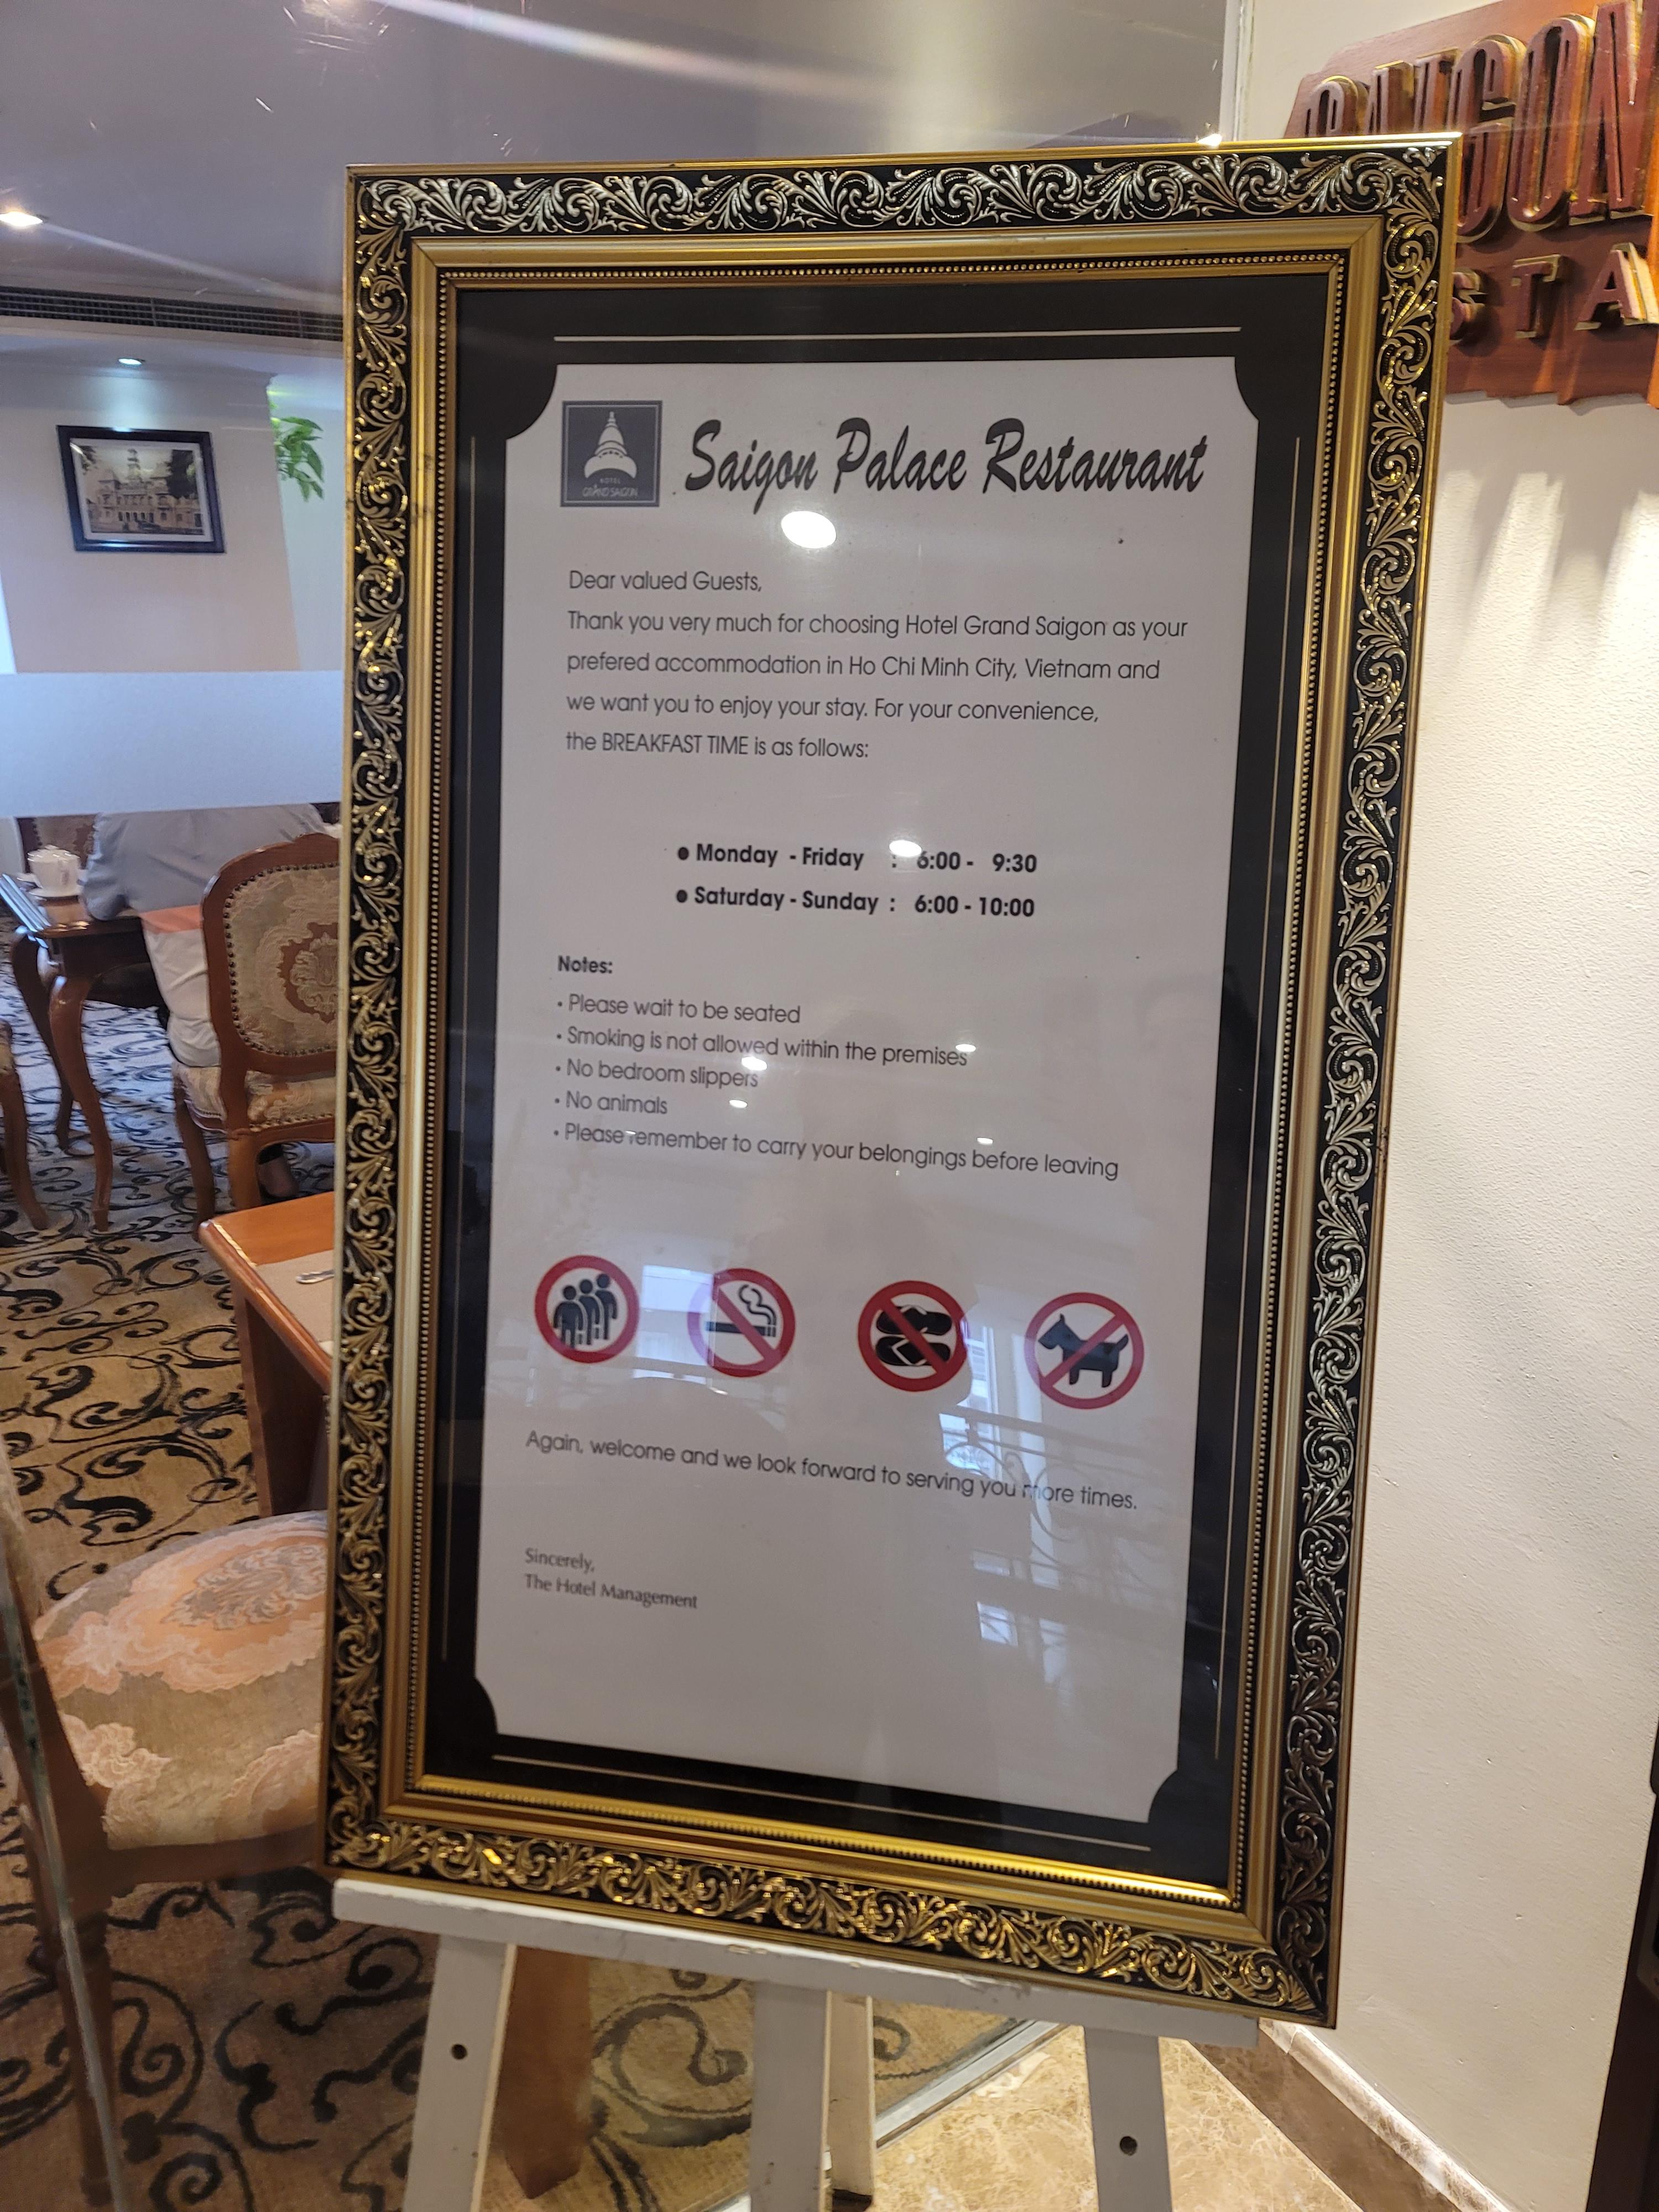 SAIGON
STA
HOTEL
GRAND SAIGON
Saigon Palace Restaurant
Dear valued Guests,
Thank you very much for choosing Hotel Grand Saigon as your
prefered accommodation in Ho Chi Minh City, Vietnam and
we want you to enjoy your stay. For your convenience,
the BREAKFAST TIME is as follows:
● Monday - Friday : 6:00 - 9:30
● Saturday - Sunday : 6:00 - 10:00
Notes:
• Please wait to be seated
• Smoking is not allowed within the premises
• No bedroom slippers
• No animals
• Please remember to carry your belongings before leaving
Again, welcome and we look forward to serving you more times.
Sincerely,
The Hotel Management